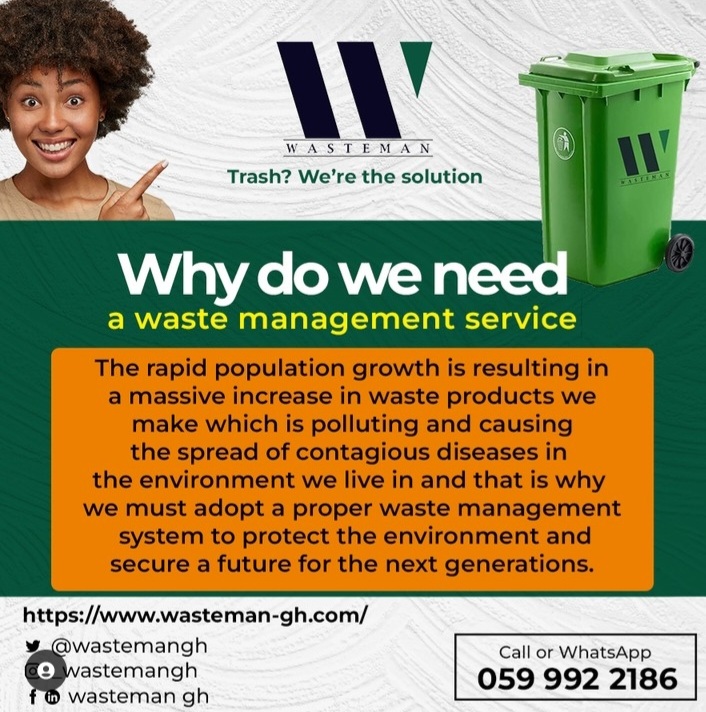 WASTEMAN
Trash? We're the solution
WASTEMAN
Why do we need
a waste management service
The rapid population growth is resulting in
a massive increase in waste products we
make which is polluting and causing
the spread of contagious diseases in
the environment we live in and that is why
we must adopt a proper waste management
system to protect the environment and
secure a future for the next generations.
https://www.wasteman-gh.com/
@wastemangh
wastemangh
wasteman gh
Call or WhatsApp
059 992 2186